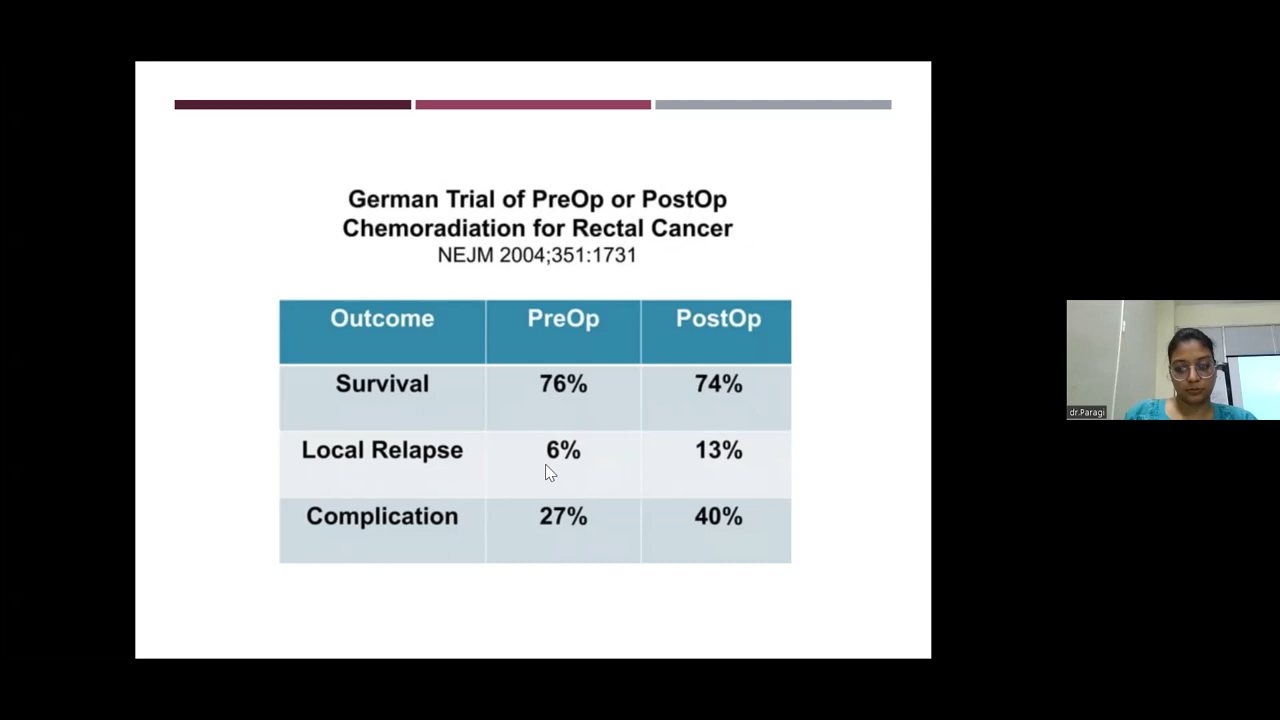 German Trial of PreOp or PostOp
Chemoradiation for Rectal Cancer
NEJM 2004;351:1731
Outcome PreOp PostOp
Survival 76% 74%
Local Relapse 6% 13%
Complication 27% 40%
dr.Paragi